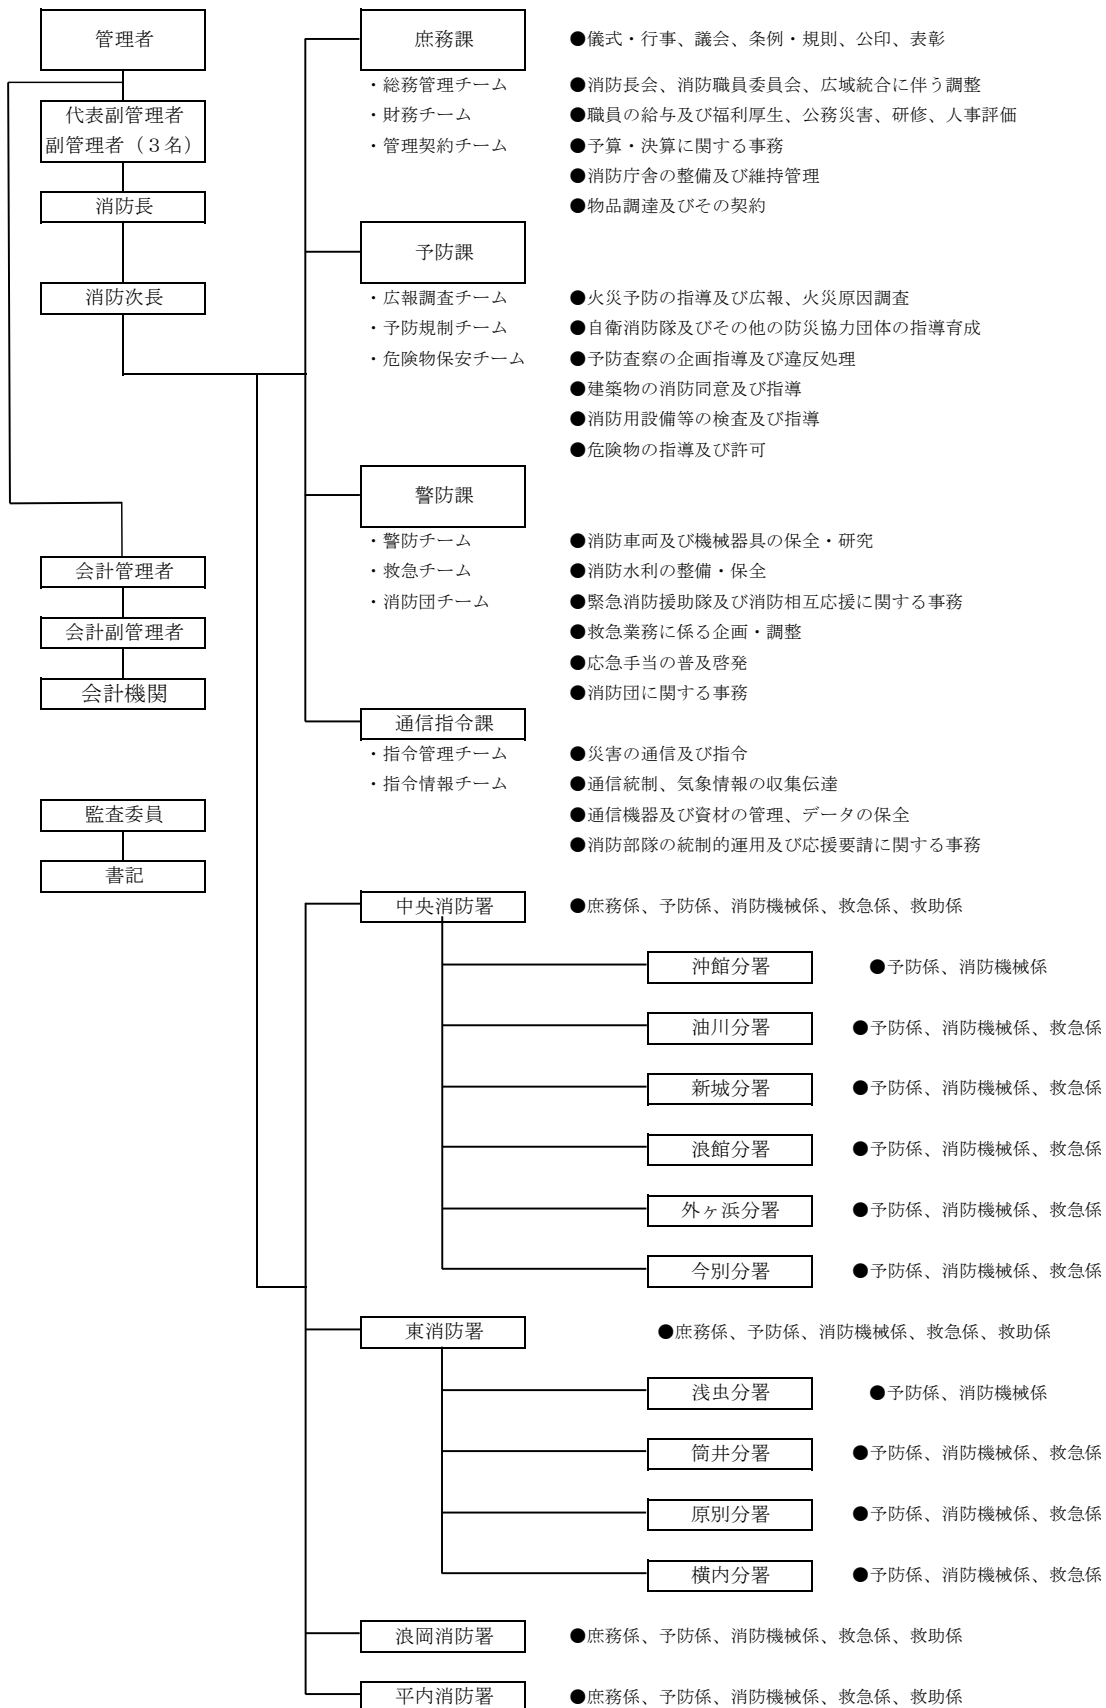 管理者
代表副管理者
副管理者（３名）
消防長
消防次長
会計管理者
会計副管理者
会計機関
監査委員
書記
庶務課
●儀式・行事、議会、条例・規則、公印、表彰
・総務管理チーム
●消防長会、消防職員委員会、広域統合に伴う調整
・財務チーム
●職員の給与及び福利厚生、公務災害、研修、人事評価
・管理契約チーム
●予算・決算に関する事務
●消防庁舎の整備及び維持管理
●物品調達及びその契約
予防課
・広報調査チーム
●火災予防の指導及び広報、火災原因調査
・予防規制チーム
●自衛消防隊及びその他の防災協力団体の指導育成
・危険物保安チーム
●予防査察の企画指導及び違反処理
●建築物の消防同意及び指導
●消防用設備等の検査及び指導
●危険物の指導及び許可
警防課
・警防チーム
●消防車両及び機械器具の保全・研究
・救急チーム
●消防水利の整備・保全
・消防団チーム
●緊急消防援助隊及び消防相互応援に関する事務
●救急業務に係る企画・調整
●応急手当の普及啓発
●消防団に関する事務
通信指令課
・指令管理チーム
●災害の通信及び指令
・指令情報チーム
●通信統制、気象情報の収集伝達
●通信機器及び資材の管理、データの保全
●消防部隊の統制的運用及び応援要請に関する事務
中央消防署
●庶務係、予防係、消防機械係、救急係、救助係
沖館分署
●予防係、消防機械係
油川分署
●予防係、消防機械係、救急係
新城分署
●予防係、消防機械係、救急係
浪館分署
●予防係、消防機械係、救急係
外ヶ浜分署
●予防係、消防機械係、救急係
今別分署
●予防係、消防機械係、救急係
東消防署
●庶務係、予防係、消防機械係、救急係、救助係
浅虫分署
●予防係、消防機械係
筒井分署
●予防係、消防機械係、救急係
原別分署
●予防係、消防機械係、救急係
横内分署
●予防係、消防機械係、救急係
浪岡消防署
●庶務係、予防係、消防機械係、救急係、救助係
平内消防署
●庶務係、予防係、消防機械係、救急係、救助係